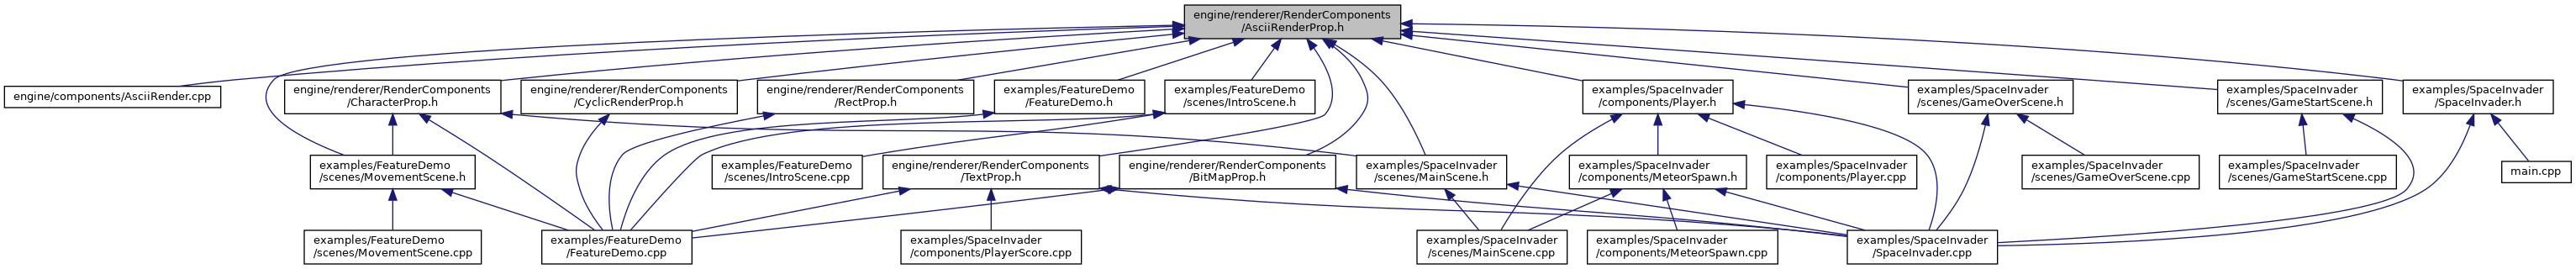 engine/renderer/RenderComponents
/AsciiRenderProp.h
engine/components/AsciiRender.cpp
engine/renderer/RenderComponents
/CharacterProp.h
engine/renderer/RenderComponents
/CyclicRenderProp.h
engine/renderer/RenderComponents
/RectProp.h
examples/FeatureDemo
/FeatureDemo.h
examples/FeatureDemo
/scenes/IntroScene.h
examples/SpaceInvader
/components/Player.h
examples/SpaceInvader
/scenes/GameOverScene.h
examples/SpaceInvader
/scenes/GameStartScene.h
examples/SpaceInvader
/SpaceInvader.h
examples/FeatureDemo
/scenes/MovementScene.h
examples/FeatureDemo
/scenes/IntroScene.cpp
engine/renderer/RenderComponents
/TextProp.h
engine/renderer/RenderComponents
/BitMapProp.h
examples/SpaceInvader
/scenes/MainScene.h
examples/SpaceInvader
/components/MeteorSpawn.h
examples/SpaceInvader
/components/Player.cpp
examples/SpaceInvader
/scenes/GameOverScene.cpp
examples/SpaceInvader
/scenes/GameStartScene.cpp
main.cpp
examples/FeatureDemo
/scenes/MovementScene.cpp
examples/FeatureDemo
/FeatureDemo.cpp
examples/SpaceInvader
/components/PlayerScore.cpp
examples/SpaceInvader
/scenes/MainScene.cpp
examples/SpaceInvader
/components/MeteorSpawn.cpp
examples/SpaceInvader
/SpaceInvader.cpp